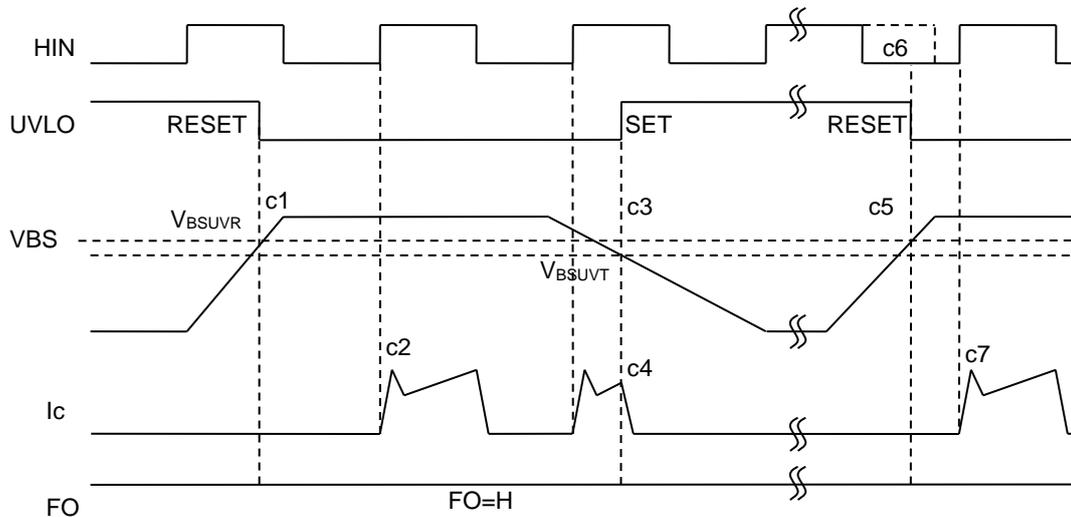 HIN
c6
UVLO
RESET
SET
RESET
c1
c3
c5
VBSUVR
VBS
VBSUVT
c2
c4
c7
Ic
FO
FO=H